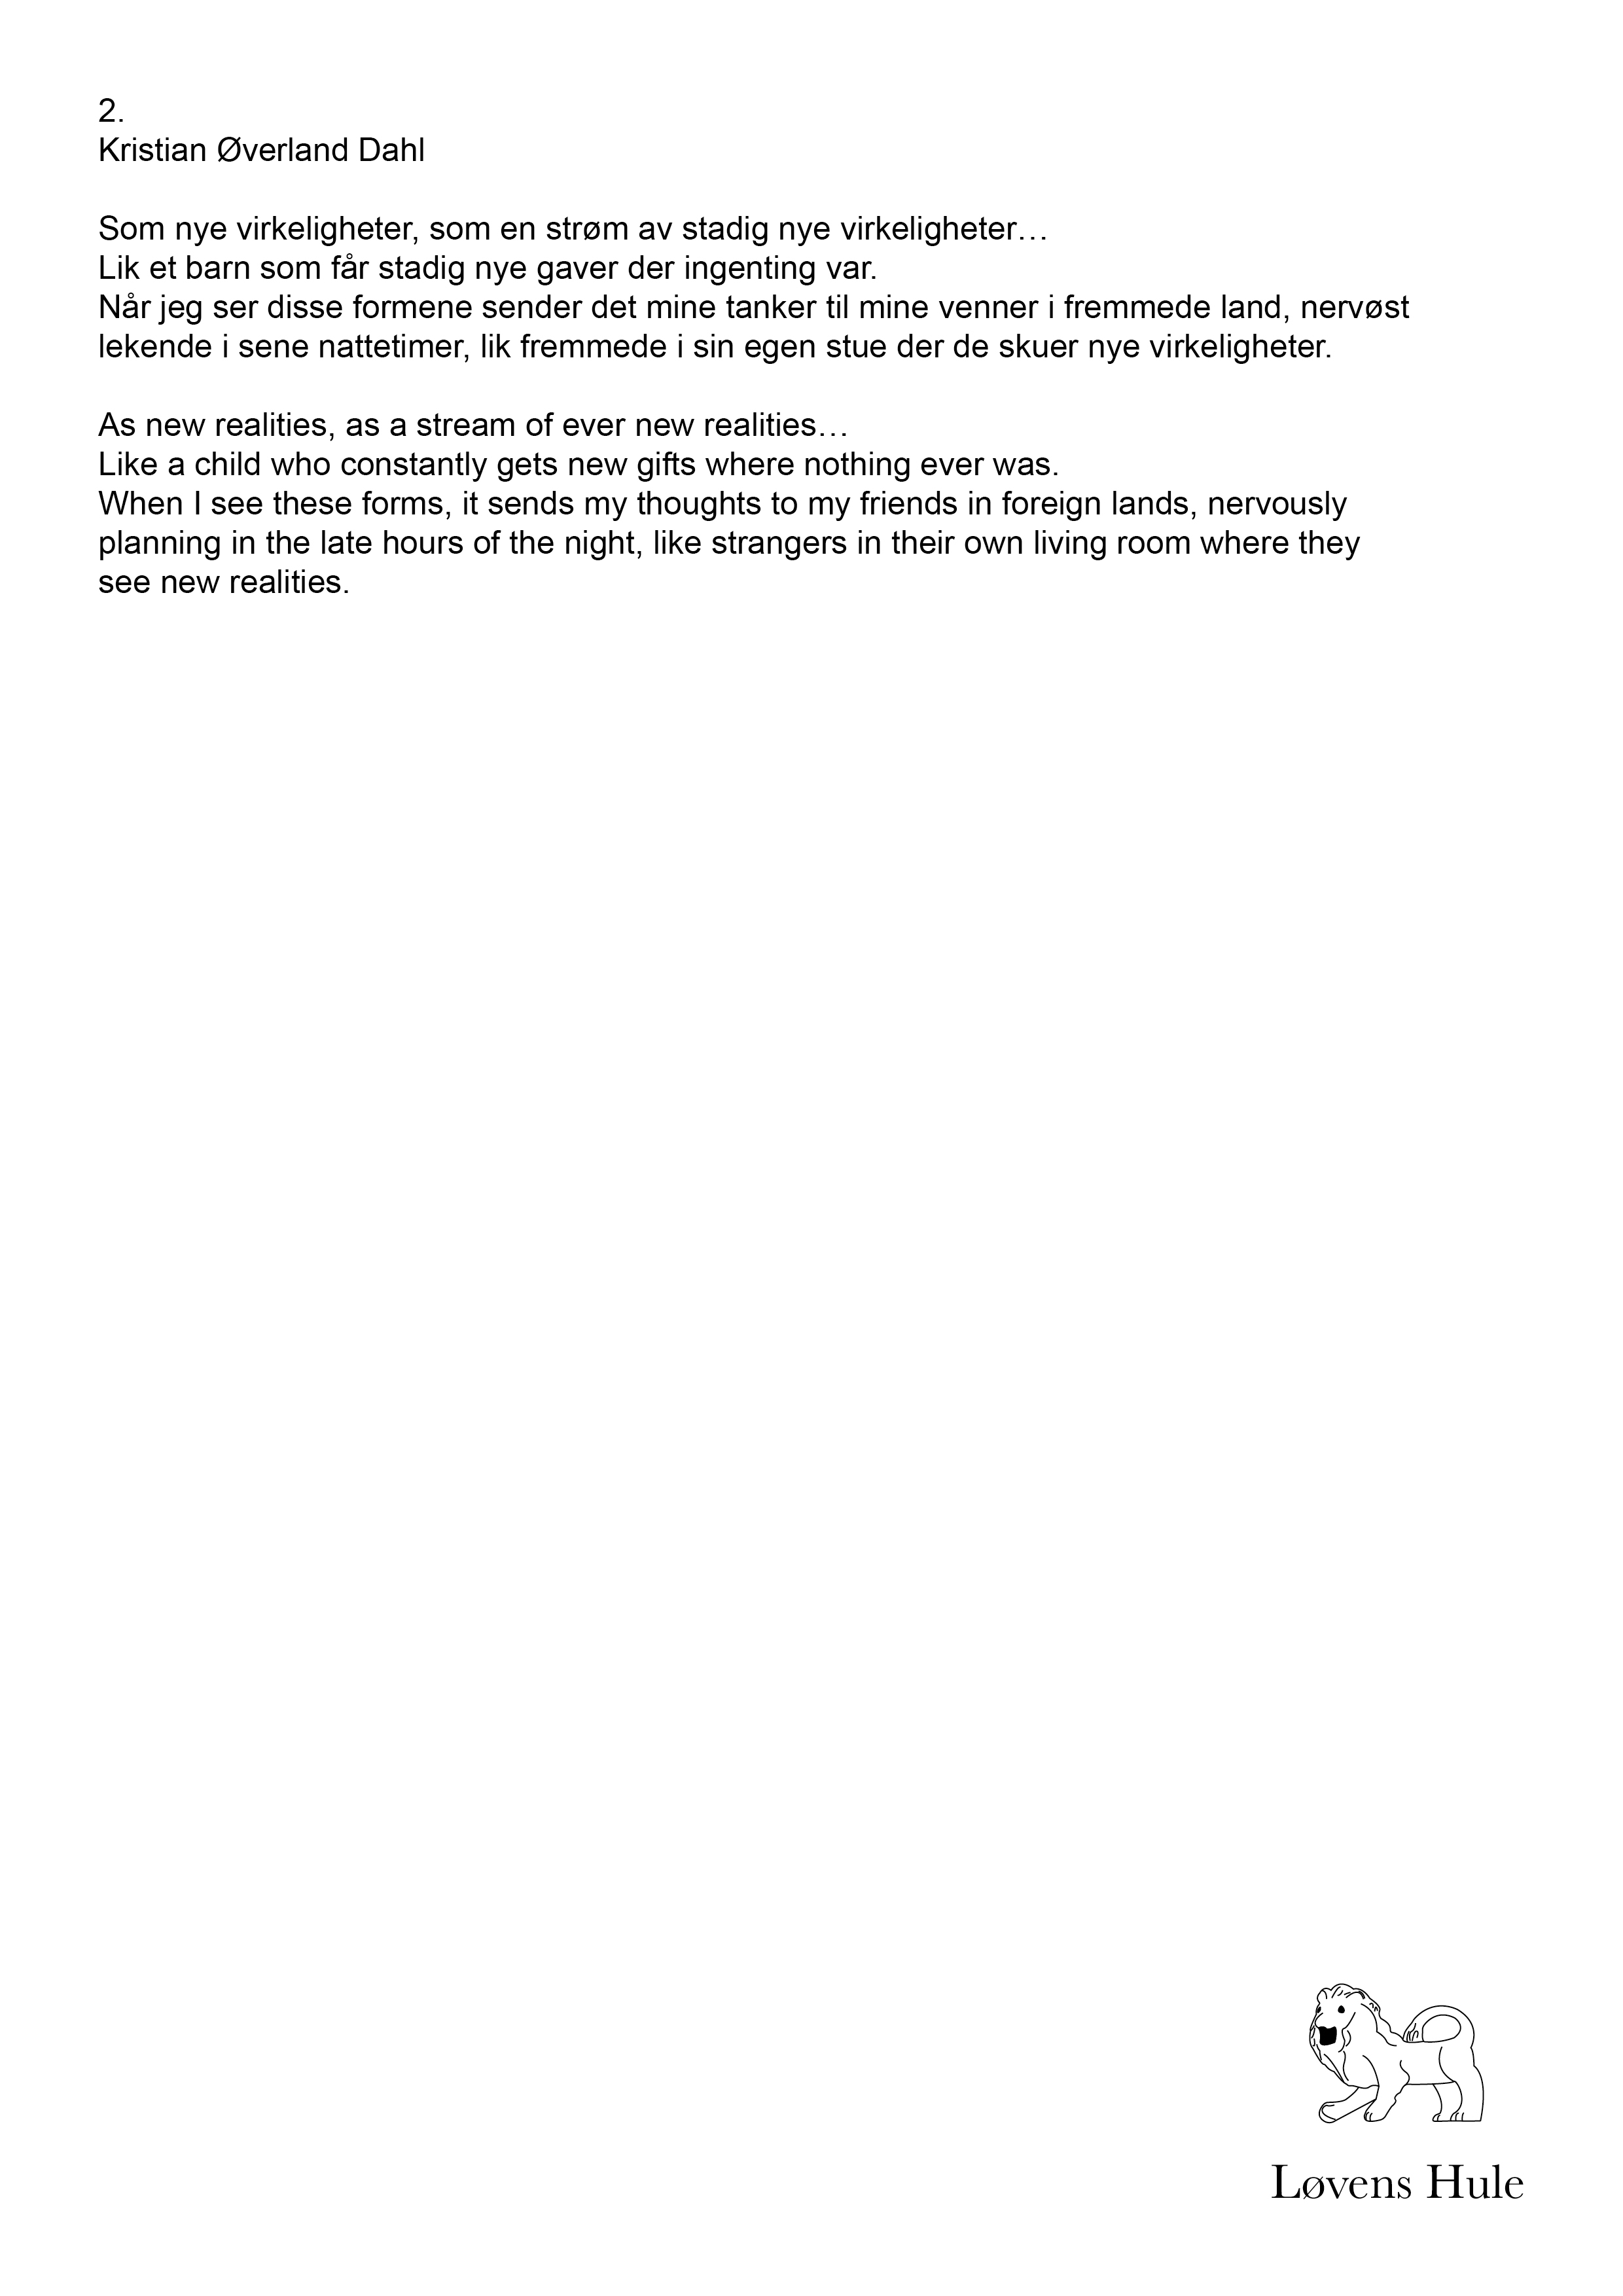 2.
Kristian Øverland Dahl
Som nye virkeligheter, som en strøm av stadig nye virkeligheter…
Lik et barn som får stadig nye gaver der ingenting var.
Når jeg ser disse formene sender det mine tanker til mine venner i fremmede land, nervøst
lekende i sene nattetimer, lik fremmede i sin egen stue der de skuer nye virkeligheter.
As new realities, as a stream of ever new realities…
Like a child who constantly gets new gifts where nothing ever was.
When I see these forms, it sends my thoughts to my friends in foreign lands, nervously
planning in the late hours of the night, like strangers in their own living room where they
see new realities.
Løvens Hule